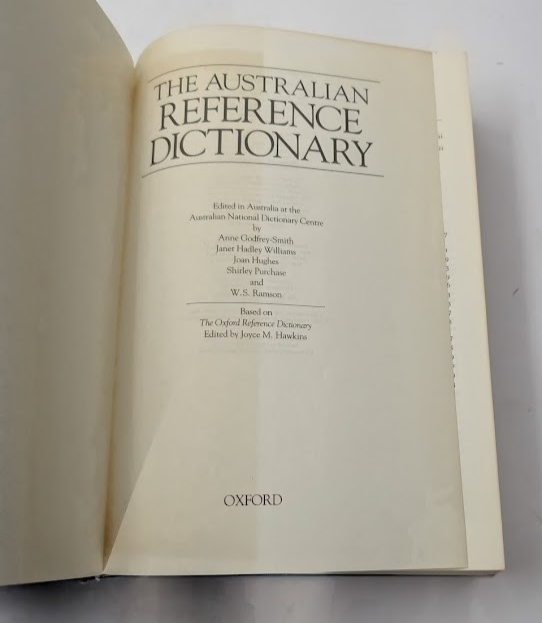 THE AUSTRALIAN
REFERENCE
DICTIONARY
Edited in Australia at the
Australian National Dictionary Centre
by
Anne Godfrey-Smith
Janet Hadley Williams
Joan Hughes
Shirley Purchase
and
W. S. Ramson
Based on
The Oxford Reference Dictionary
Edited by Joyce M. Hawkins
OXFORD